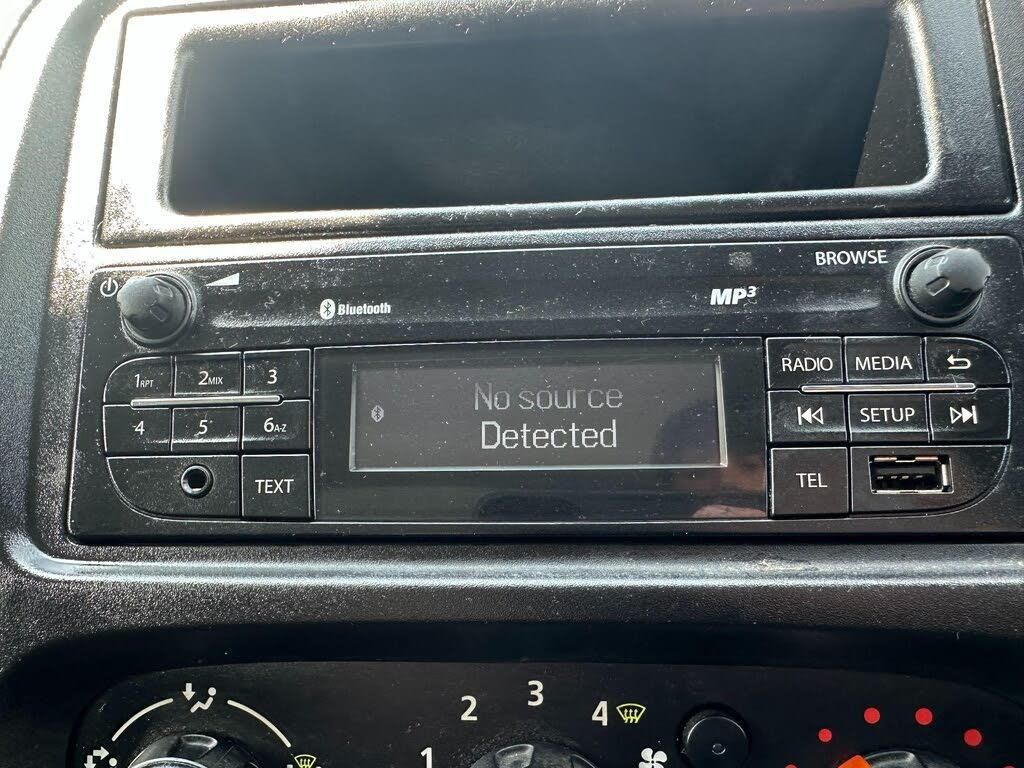 BROWSE
Bluetooth
MP3
1RPT
2MIX
3
4
5
6A-Z
TEXT
No source
Detected
RADIO
MEDIA
SETUP
TEL
1
2
3
4